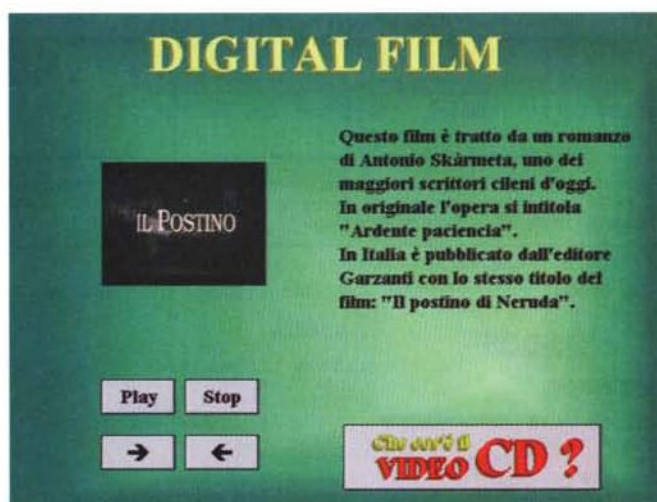 DIGITAL FILM
IL POSTINO
Questo film è tratto da un romanzo
di Antonio Skàrmeta, uno dei
maggiori scrittori cileni d'oggi.
In originale l'opera si intitola
"Ardente paciencia".
In Italia è pubblicato dall'editore
Garzanti con lo stesso titolo del
film: "Il postino di Neruda".
Play Stop
→ ←
Che cos'è il
VIDEO CD ?